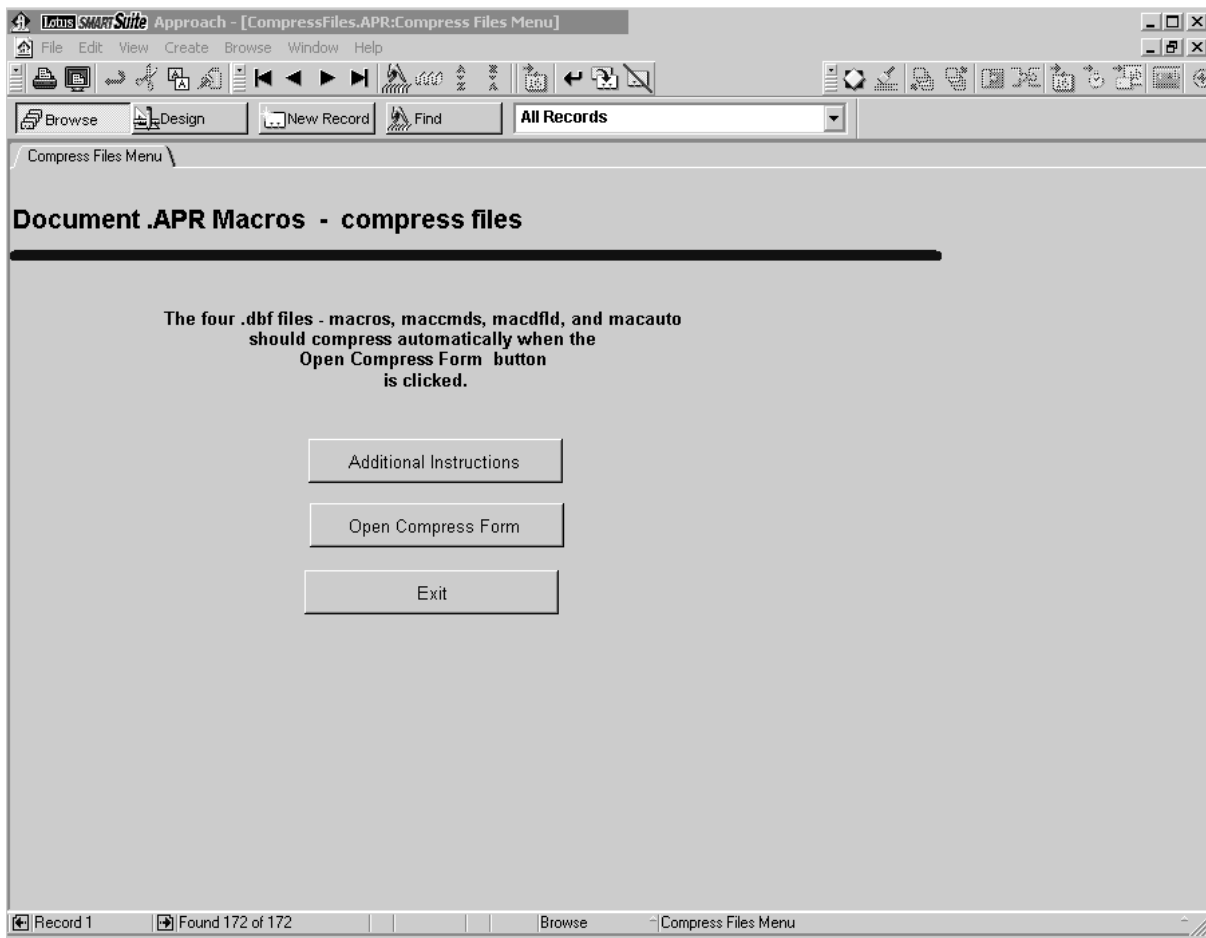 Lotus SMARTSuite Approach - [CompressFiles.APR:Compress Files Menu]
File Edit View Create Browse Window Help
Browse Design New Record Find All Records
Compress Files Menu
Document .APR Macros - compress files
The four .dbf files - macros, maccmds, macdfld, and macauto
should compress automatically when the
Open Compress Form button
is clicked.
Additional Instructions
Open Compress Form
Exit
Record 1 Found 172 of 172 Browse Compress Files Menu